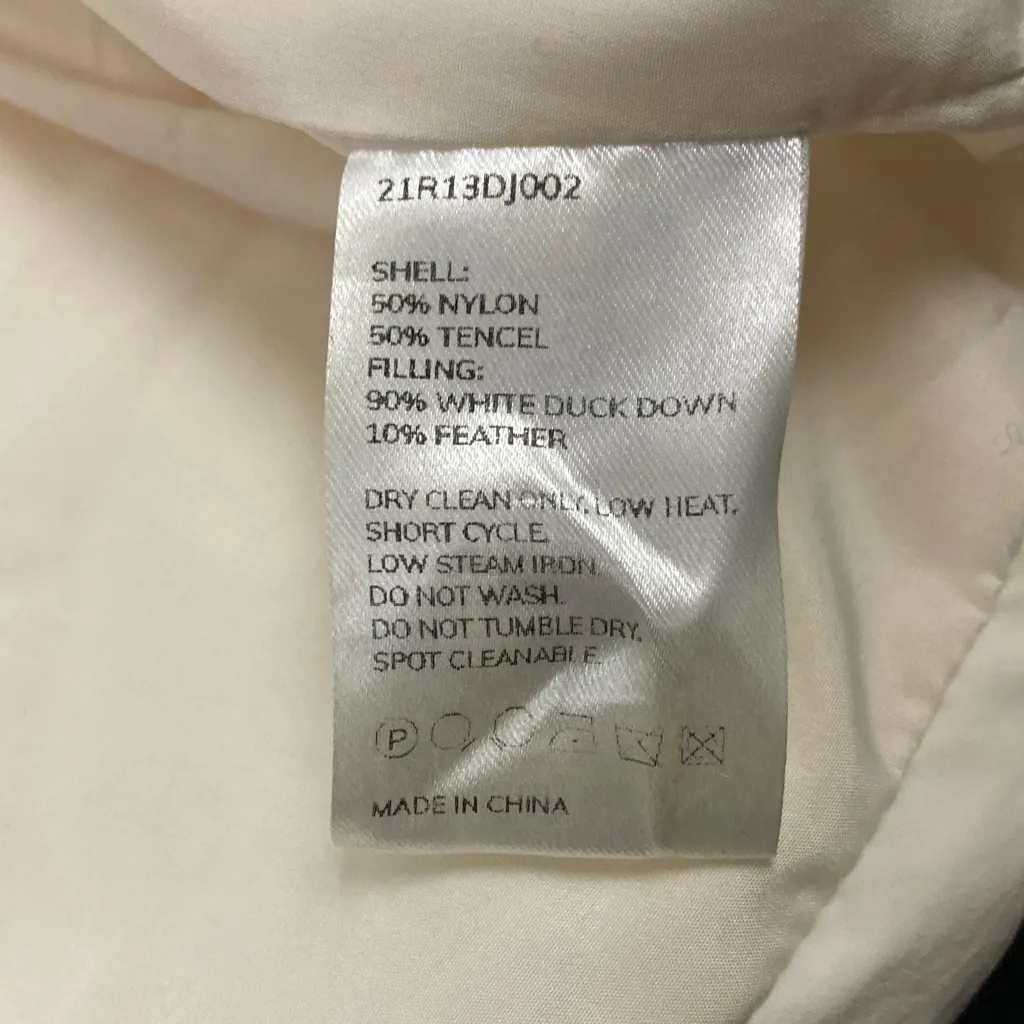 21R13DJ002
SHELL:
50% NYLON
50% TENCEL
FILLING:
90% WHITE DUCK DOWN
10% FEATHER
DRY CLEAN ONLY. LOW HEAT.
SHORT CYCLE.
LOW STEAM IRON.
DO NOT WASH.
DO NOT TUMBLE DRY.
SPOT CLEANABLE.
P
MADE IN CHINA